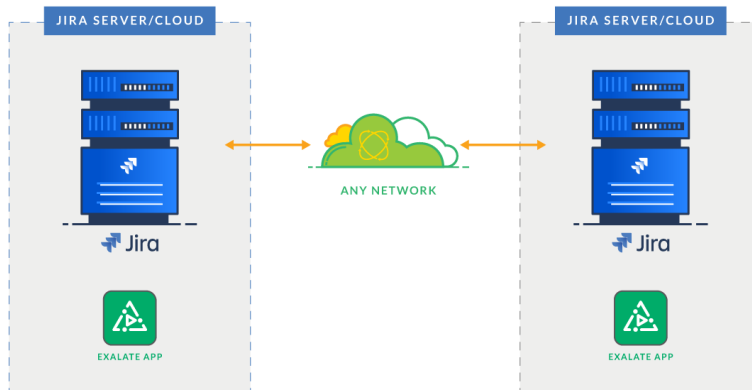 JIRA SERVER/CLOUD
Jira
EXALATE APP
ANY NETWORK
JIRA SERVER/CLOUD
Jira
EXALATE APP